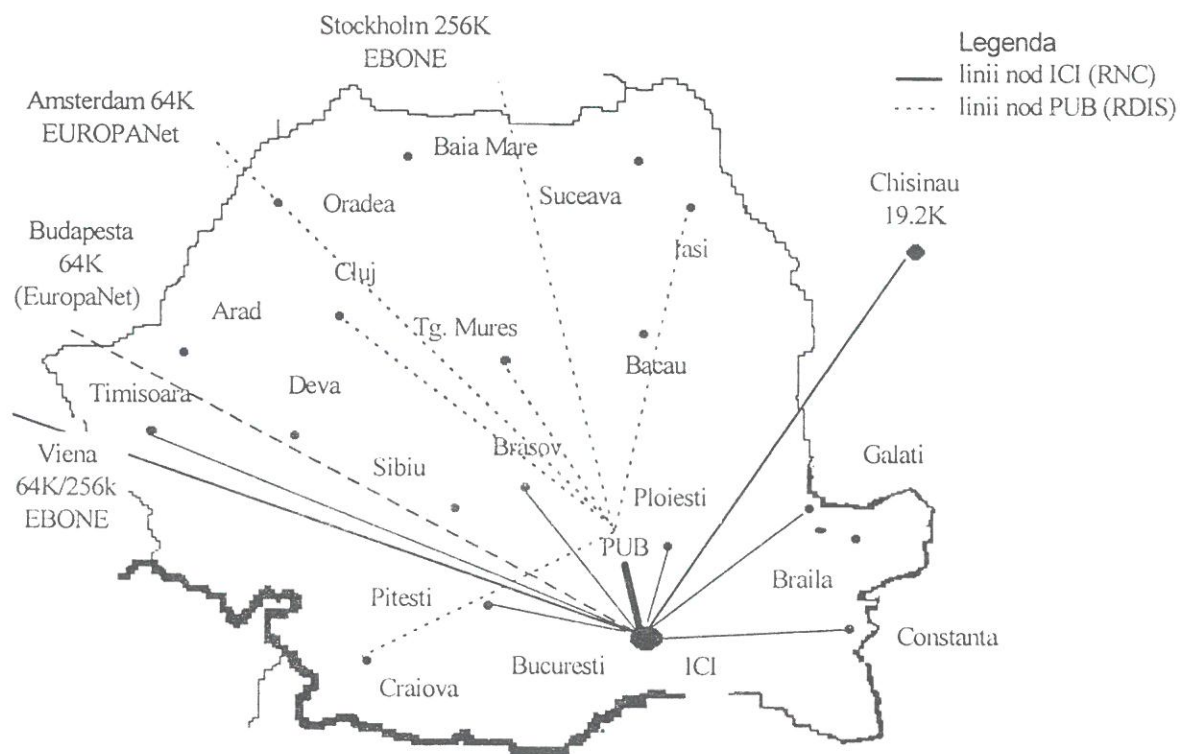 Stockholm 256K
EBONE
Legenda
linii nod ICI (RNC)
linii nod PUB (RDIS)
Amsterdam 64K
EUROPANet
Baia Mare
Suceava
Chisinau
19.2K
Oradea
Budapesta
64K
(EuropaNet)
Iasi
Cluj
Arad
Tg. Mures
Bacau
Timisoara
Deva
Brasov
Galati
Viena
64K/256k
EBONE
Sibiu
Ploiesti
PUB
Braila
Pitesti
Constanta
Bucuresti
ICI
Craiova